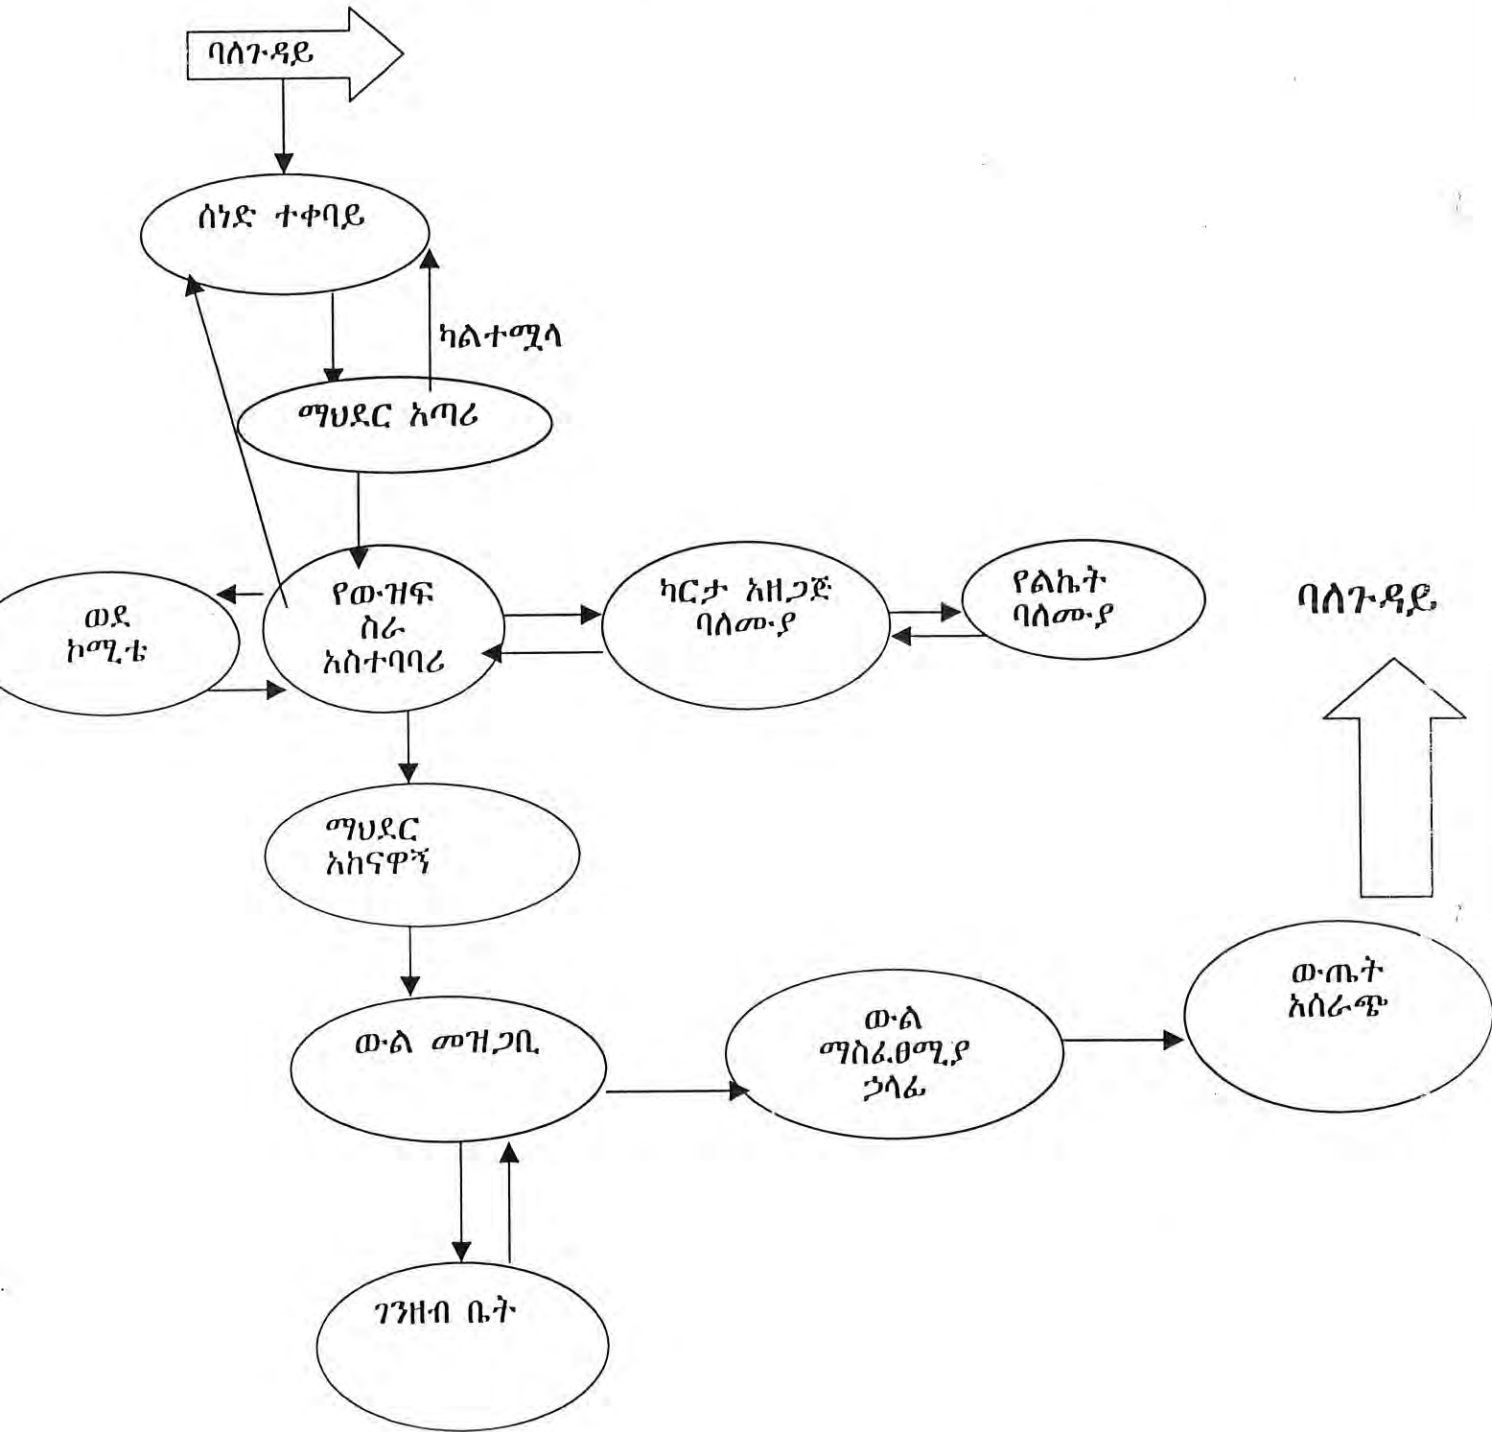 ባለጉዳይ
ሰነድ ተቀባይ
ካልተሟላ
ማህደር አጣሪ
የውዝፍ
ስራ
አስተባባሪ
ወደ
ኮሚቴ
ካርታ አዘጋጅ
ባለሙያ
የልኬት
ባለሙያ
ባለጉዳይ
ማህደር
አከናዋኝ
ውል መዝጋቢ
ውል
ማስፈፀሚያ
ኃላፊ
ውጤት
አሰራጭ
ገንዘብ ቤት